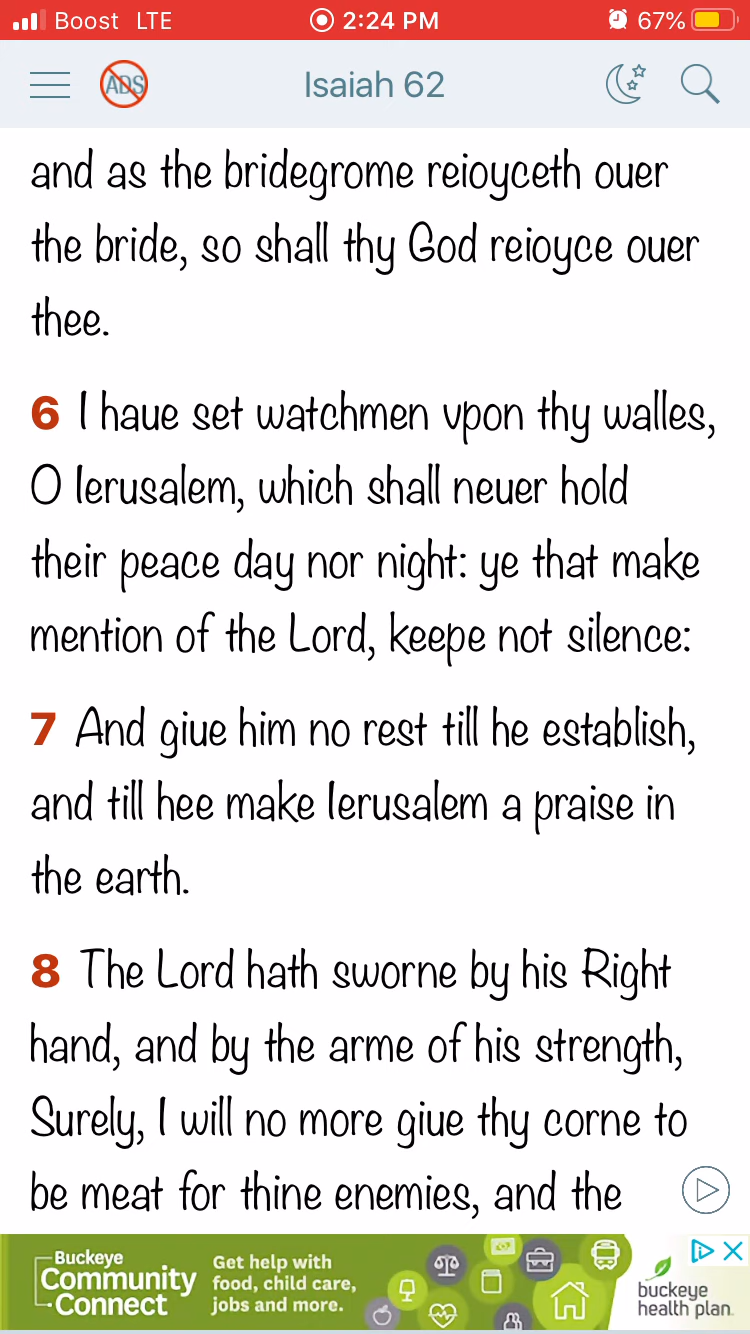 Boost LTE 2:24 PM 67%
ADS Isaiah 62
and as the bridegrome reioyceth ouer
the bride, so shall thy God reioyce ouer
thee.
6 I haue set watchmen vpon thy walles,
O Ierusalem, which shall neuer hold
their peace day nor night: ye that make
mention of the Lord, keepe not silence:
7 And giue him no rest till he establish,
and till hee make Ierusalem a praise in
the earth.
8 The Lord hath sworne by his Right
hand, and by the arme of his strength,
Surely, I will no more giue thy corne to
be meat for thine enemies, and the
Buckeye
Community
Connect
Get help with
food, child care,
jobs and more.
buckeye
health plan.